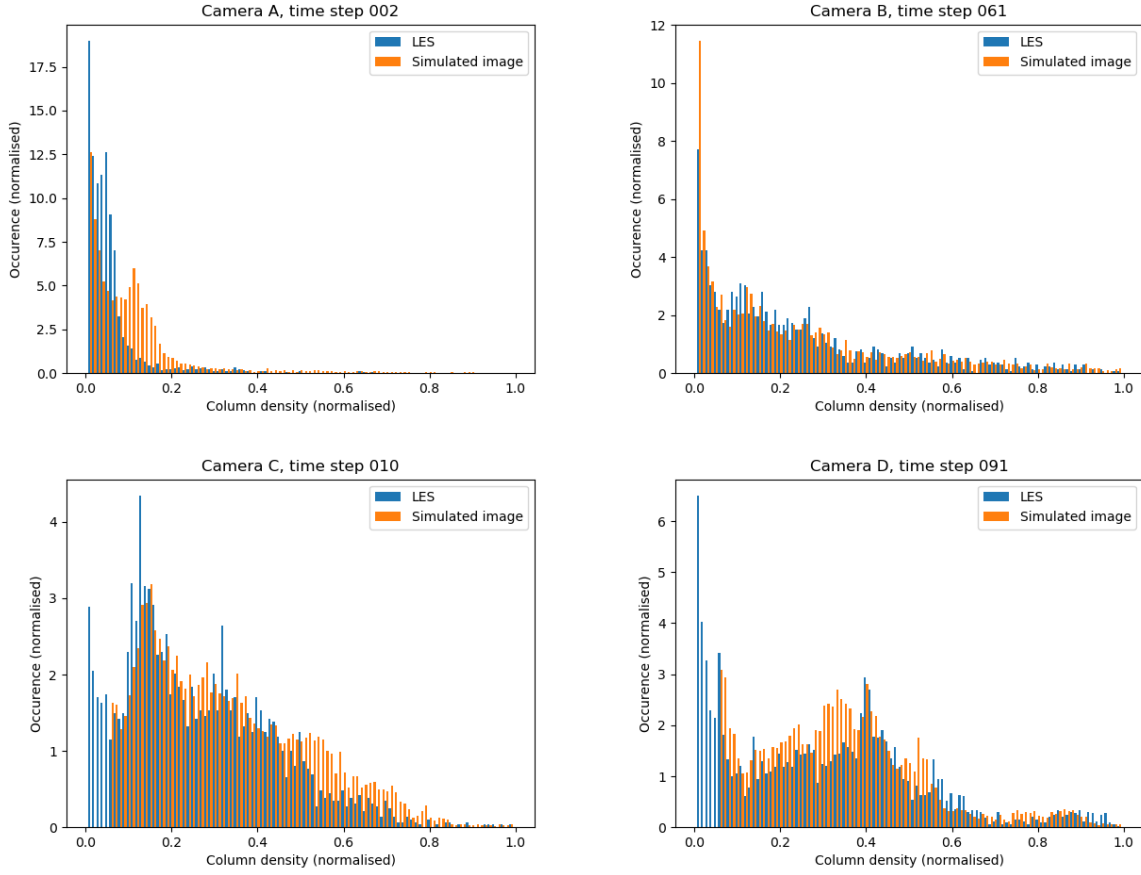 Camera A, time step 002
LES
Simulated image
17.5
15.0
12.5
10.0
7.5
5.0
2.5
0.0
Occurence (normalised)
0.0 0.2 0.4 0.6 0.8 1.0
Column density (normalised)
Camera B, time step 061
LES
Simulated image
12
10
8
6
4
2
0
Occurence (normalised)
0.0 0.2 0.4 0.6 0.8 1.0
Column density (normalised)
Camera C, time step 010
LES
Simulated image
4
3
2
1
0
Occurence (normalised)
0.0 0.2 0.4 0.6 0.8 1.0
Column density (normalised)
Camera D, time step 091
LES
Simulated image
6
5
4
3
2
1
0
Occurence (normalised)
0.0 0.2 0.4 0.6 0.8 1.0
Column density (normalised)